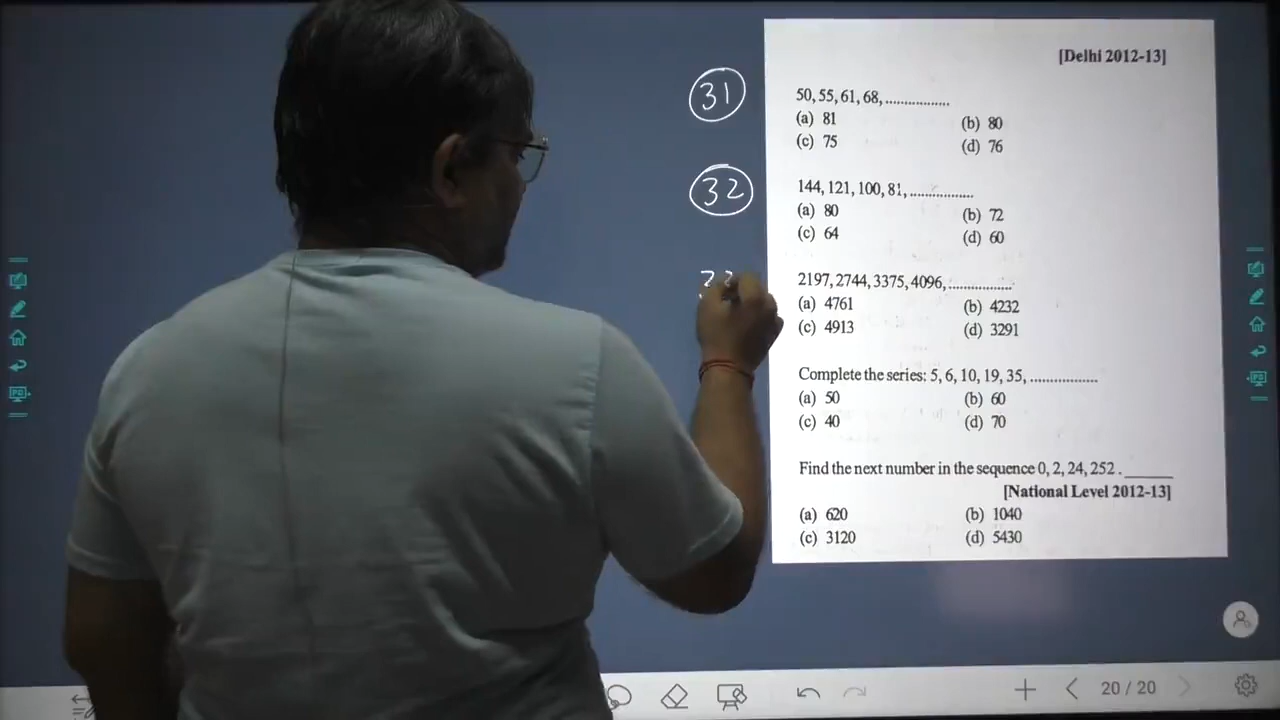 [Delhi 2012-13]
31
50, 55, 61, 68, ..................
(a) 81 (b) 80
(c) 75 (d) 76
32
144, 121, 100, 81, ..................
(a) 80 (b) 72
(c) 64 (d) 60
2197, 2744, 3375, 4096, ..................
(a) 4761 (b) 4232
(c) 4913 (d) 3291
Complete the series: 5, 6, 10, 19, 35, ..................
(a) 50 (b) 60
(c) 40 (d) 70
Find the next number in the sequence 0, 2, 24, 252 . ______
[National Level 2012-13]
(a) 620 (b) 1040
(c) 3120 (d) 5430
20 / 20